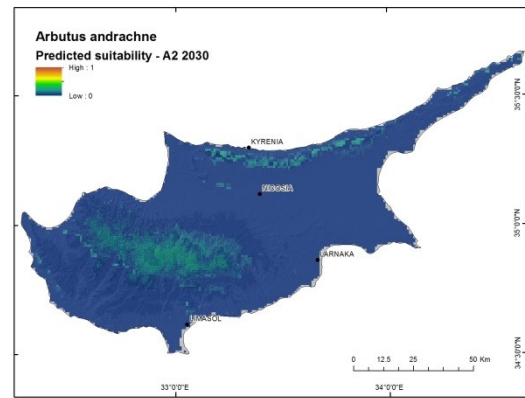 Arbutus andrachne
Predicted suitability - A2 2030
High : 1
Low : 0
KYRENIA
NICOSIA
LARNAKA
LIMASOL
0 12.5 25 50 Km
33°0'0"E 34°0'0"E
35°30'0"N
35°0'0"N
34°30'0"N